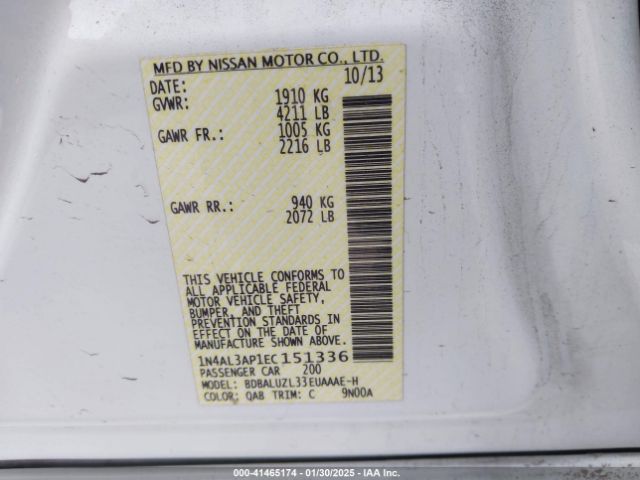 MFD BY NISSAN MOTOR CO., LTD.
DATE: 10/13
GVWR: 1910 KG
4211 LB
GAWR FR.: 1005 KG
2216 LB
GAWR RR.: 940 KG
2072 LB
THIS VEHICLE CONFORMS TO
ALL APPLICABLE FEDERAL
MOTOR VEHICLE SAFETY,
BUMPER, AND THEFT
PREVENTION STANDARDS IN
EFFECT ON THE DATE OF
MANUFACTURE SHOWN ABOVE.
1N4AL3AP1EC151336
PASSENGER CAR 200
MODEL: BDBALUZL33EUAAAE-H
COLOR: QAB TRIM: C 9N00A
000-41465174 - 01/30/2025 - IAA Inc.